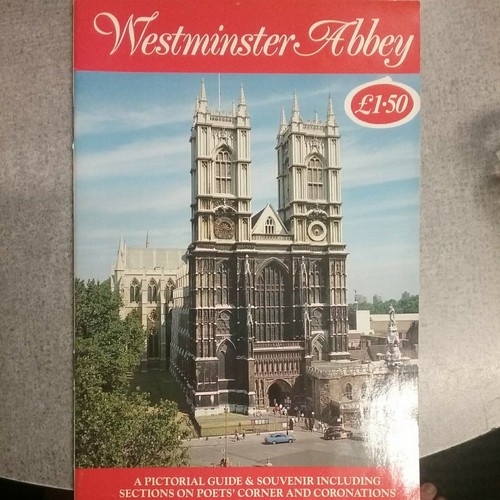 Westminster Abbey
£1·50
A PICTORIAL GUIDE & SOUVENIR INCLUDING
SECTIONS ON POETS' CORNER AND CORONATIONS